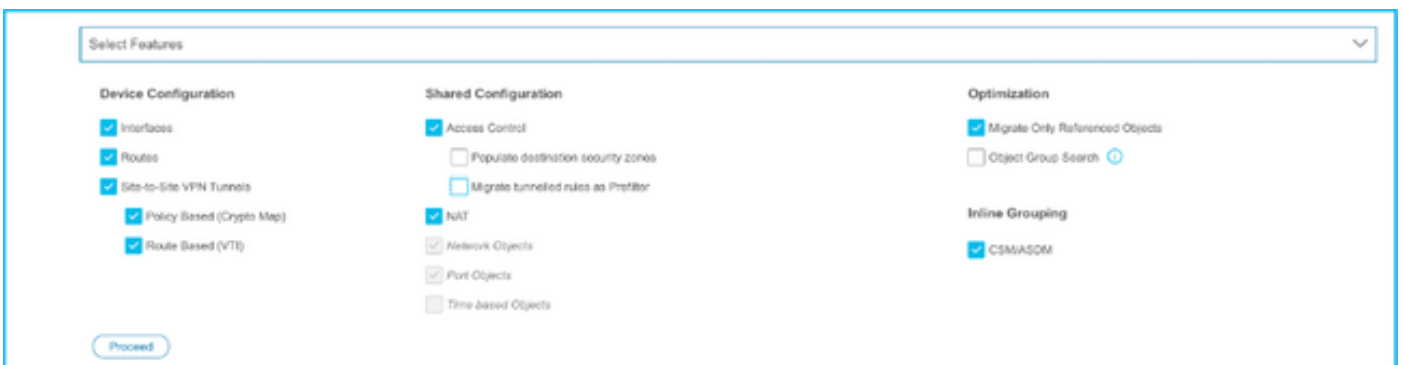 Select Features
Device Configuration
Interfaces
Routes
Site-to-Site VPN Tunnels
Policy Based (Crypto Map)
Route Based (VTI)
Shared Configuration
Access Control
Populate destination security zones
Migrate tunnelled rules as Prefilter
NAT
Network Objects
Port Objects
Time based Objects
Optimization
Migrate Only Referenced Objects
Object Group Search
Inline Grouping
CSM/ASDM
Proceed